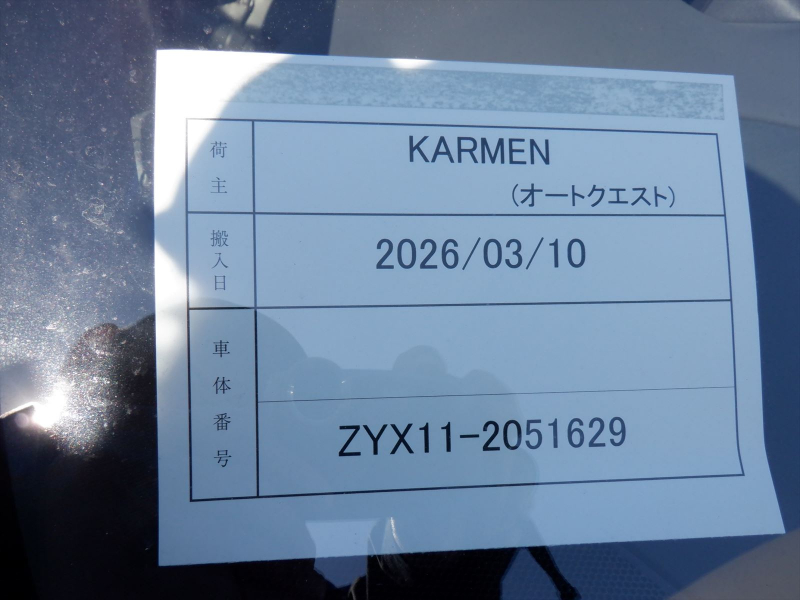 荷主 KARMEN
(オートクエスト)
搬入日 2026/03/10
車体番号 ZYX11-2051629